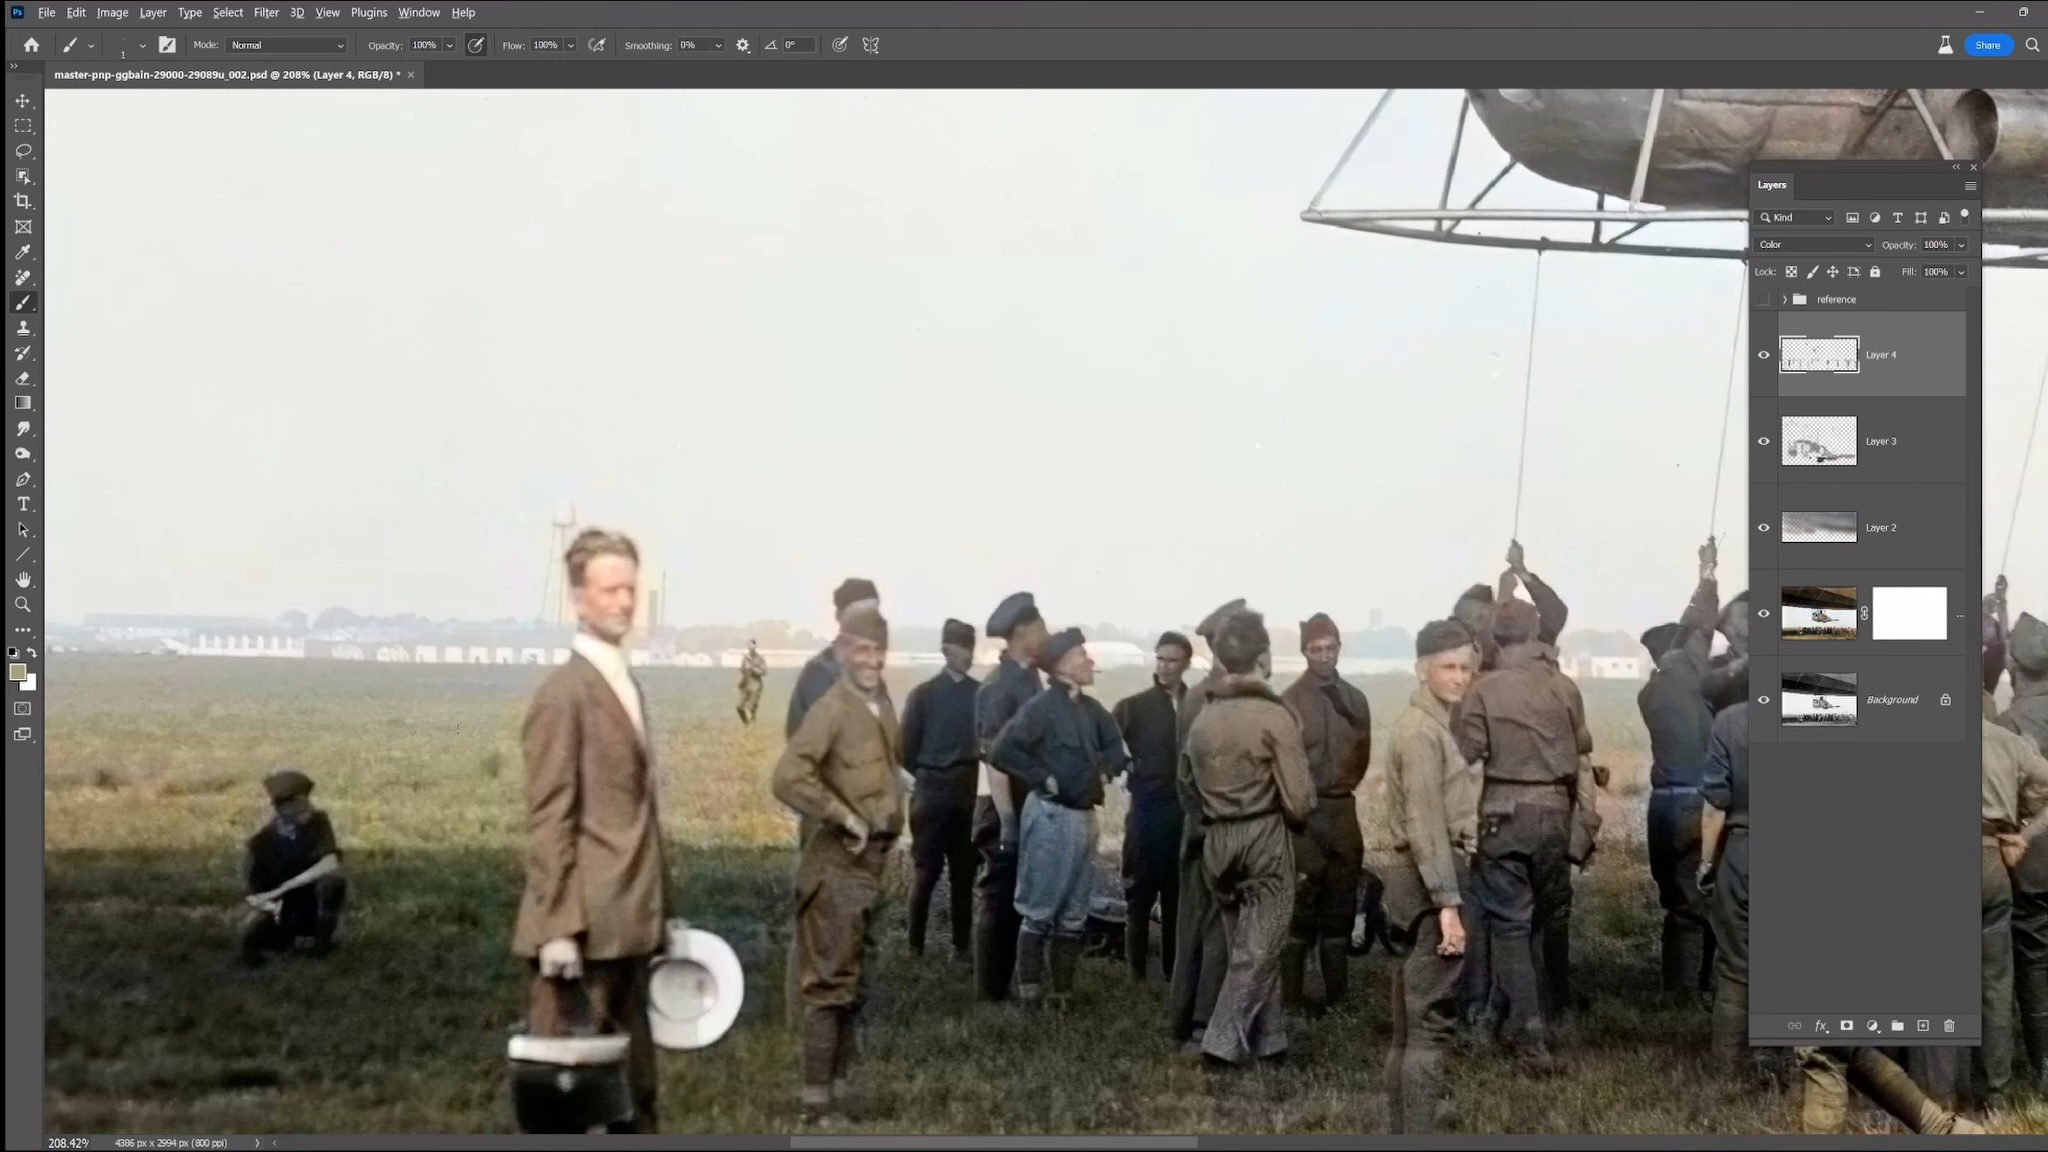 Ps File Edit Image Layer Type Select Filter 3D View Plugins Window Help
1 Mode: Normal Opacity: 100% Flow: 100% Smoothing: 0% 0° Share
master-pnp-ggbain-29000-29089u_002.psd @ 208% (Layer 4, RGB/8) *
Layers
Kind
Color Opacity: 100%
Lock: Fill: 100%
reference
Layer 4
Layer 3
Layer 2
...
Background
fx
208.42% 4386 px x 2994 px (800 ppi)